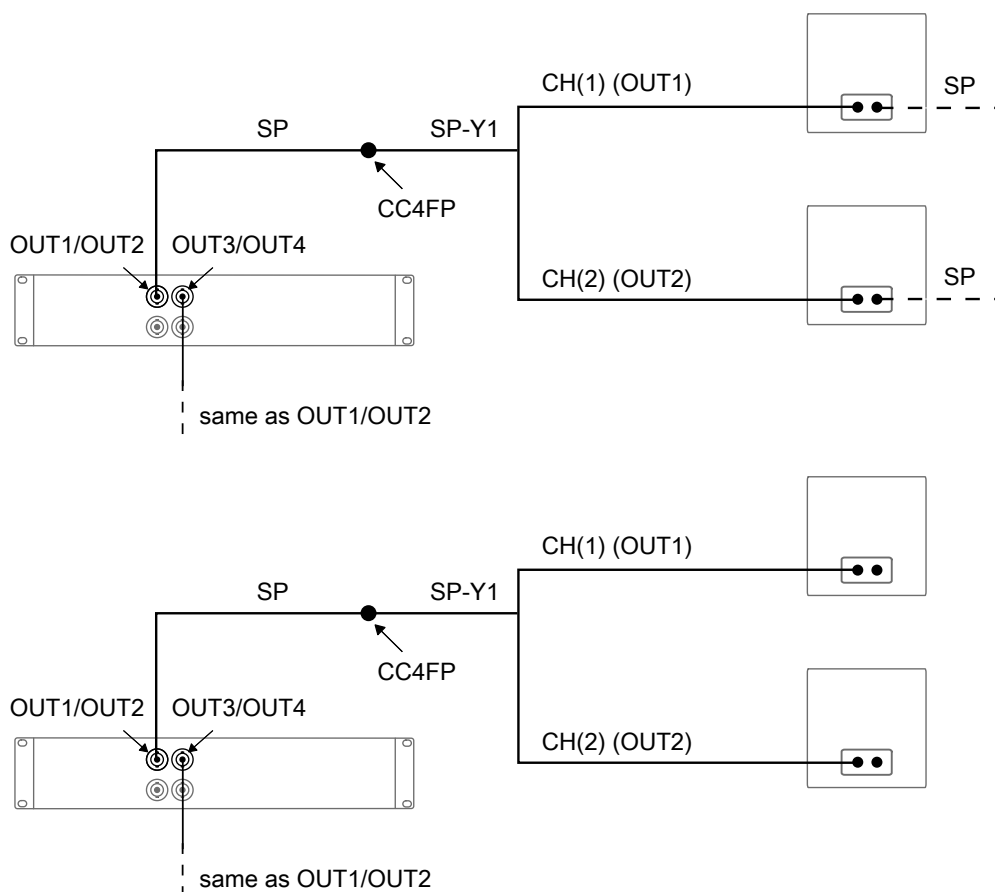 CH(1) (OUT1)
SP
SP
SP-Y1
CC4FP
OUT1/OUT2
OUT3/OUT4
CH(2) (OUT2)
SP
same as OUT1/OUT2
CH(1) (OUT1)
SP
SP-Y1
CC4FP
OUT1/OUT2
OUT3/OUT4
CH(2) (OUT2)
same as OUT1/OUT2